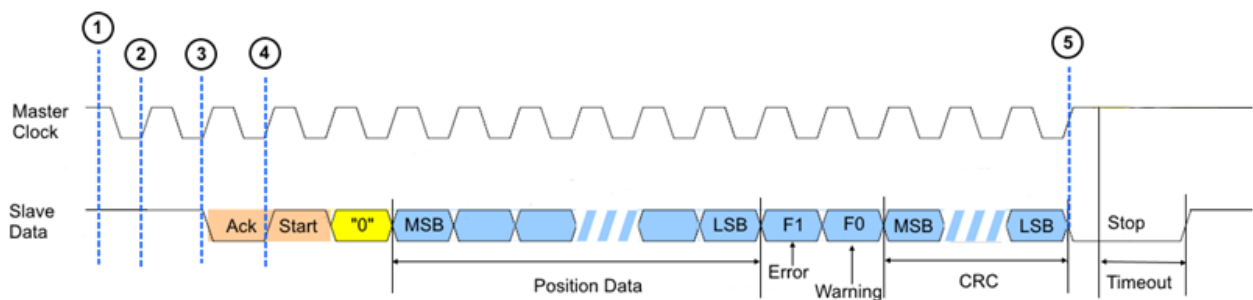 1 2 3 4 5
Master
Clock
Slave
Data
Ack Start "0" MSB LSB F1 F0 MSB LSB Stop
Position Data Error Warning CRC Timeout